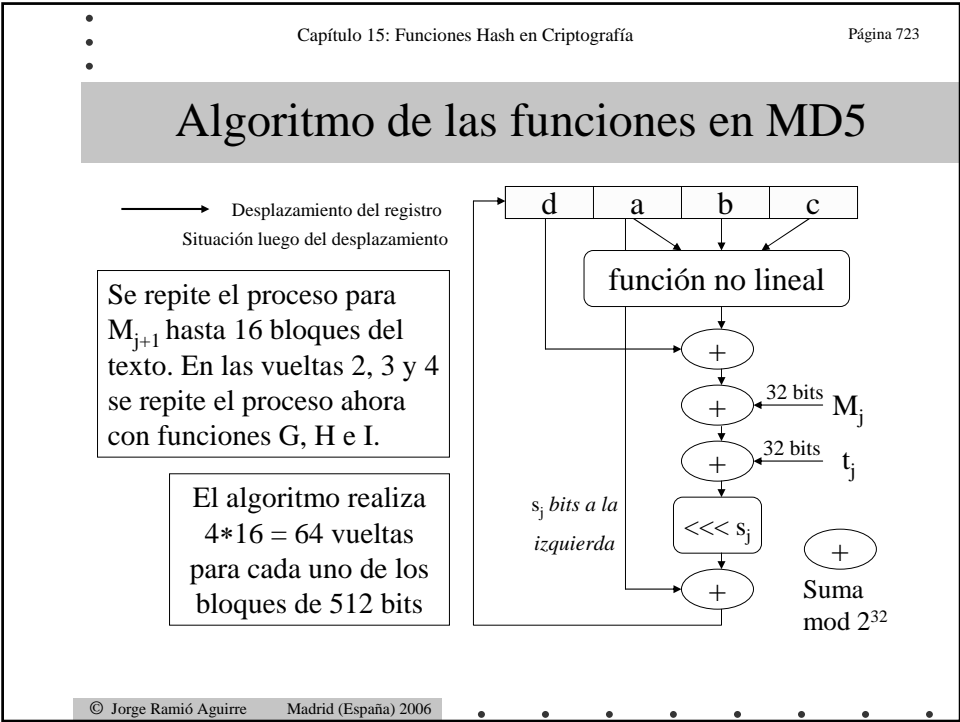 Capítulo 15: Funciones Hash en Criptografía
Página 723
Algoritmo de las funciones en MD5
Desplazamiento del registro
Situación luego del desplazamiento
d a b c
función no lineal
Se repite el proceso para
Mj+1 hasta 16 bloques del
texto. En las vueltas 2, 3 y 4
se repite el proceso ahora
con funciones G, H e I.
+
+ 32 bits Mj
+ 32 bits tj
El algoritmo realiza
4*16 = 64 vueltas
para cada uno de los
bloques de 512 bits
sj bits a la
izquierda
<<< sj
+
+
Suma
mod 2^32
© Jorge Ramió Aguirre Madrid (España) 2006